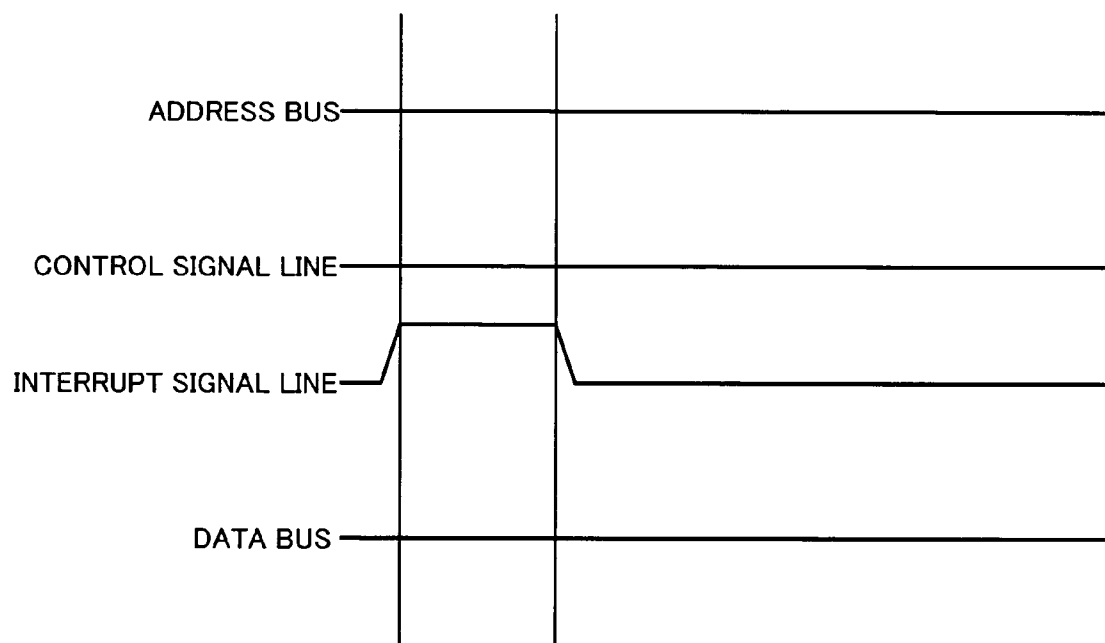 ADDRESS BUS
CONTROL SIGNAL LINE
INTERRUPT SIGNAL LINE
DATA BUS